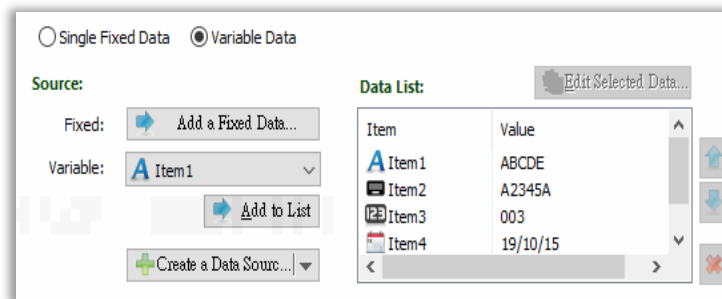 Single Fixed Data Variable Data
Source:
Fixed: Add a Fixed Data...
Variable: A Item1
Add to List
Create a Data Sourc...
Data List: Edit Selected Data...
Item Value
A Item1 ABCDE
Item2 A2345A
123 Item3 003
Item4 19/10/15